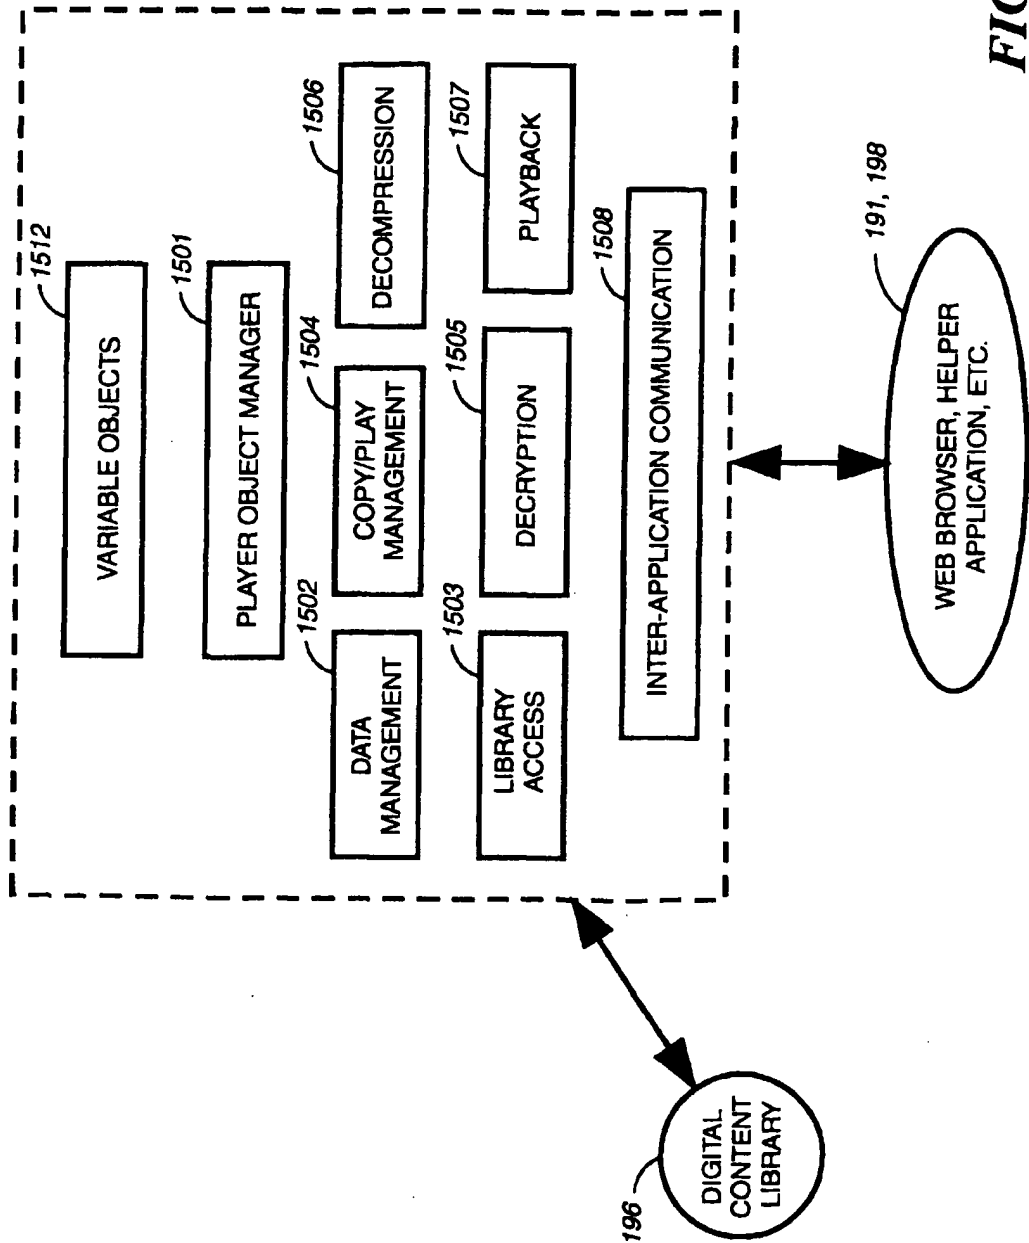 1512
VARIABLE OBJECTS
1501
PLAYER OBJECT MANAGER
1502
DATA
MANAGEMENT
1504
COPY/PLAY
MANAGEMENT
1506
DECOMPRESSION
1503
LIBRARY
ACCESS
1505
DECRYPTION
1507
PLAYBACK
1508
INTER-APPLICATION COMMUNICATION
196
DIGITAL
CONTENT
LIBRARY
191, 198
WEB BROWSER, HELPER
APPLICATION, ETC.